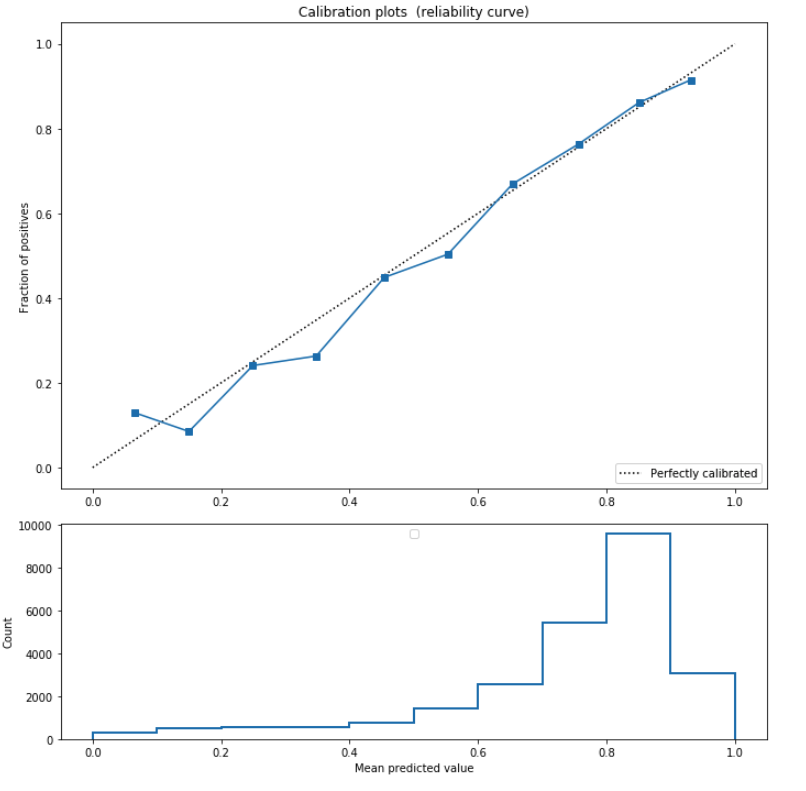 Calibration plots (reliability curve)
1.0
0.8
0.6
0.4
0.2
0.0
Fraction of positives
Perfectly calibrated
0.0 0.2 0.4 0.6 0.8 1.0
10000
8000
6000
4000
2000
0
Count
0.0 0.2 0.4 0.6 0.8 1.0
Mean predicted value